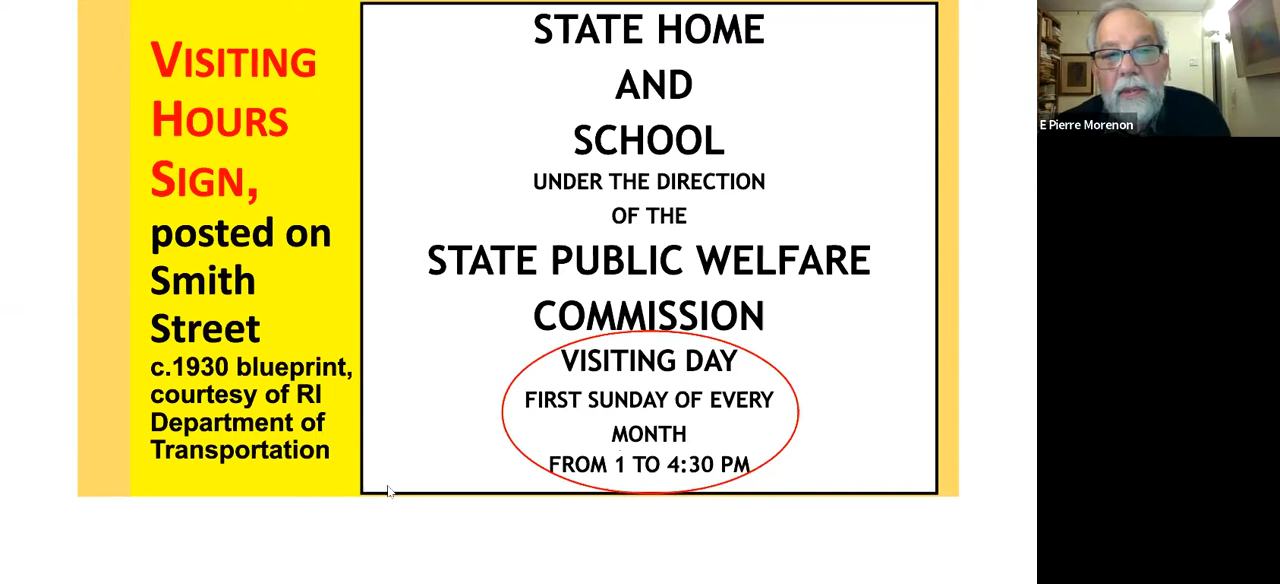 VISITING
HOURS
SIGN,
posted on
Smith
Street
c.1930 blueprint,
courtesy of RI
Department of
Transportation
STATE HOME
AND
SCHOOL
UNDER THE DIRECTION
OF THE
STATE PUBLIC WELFARE
COMMISSION
VISITING DAY
FIRST SUNDAY OF EVERY
MONTH
FROM 1 TO 4:30 PM
E Pierre Morenon